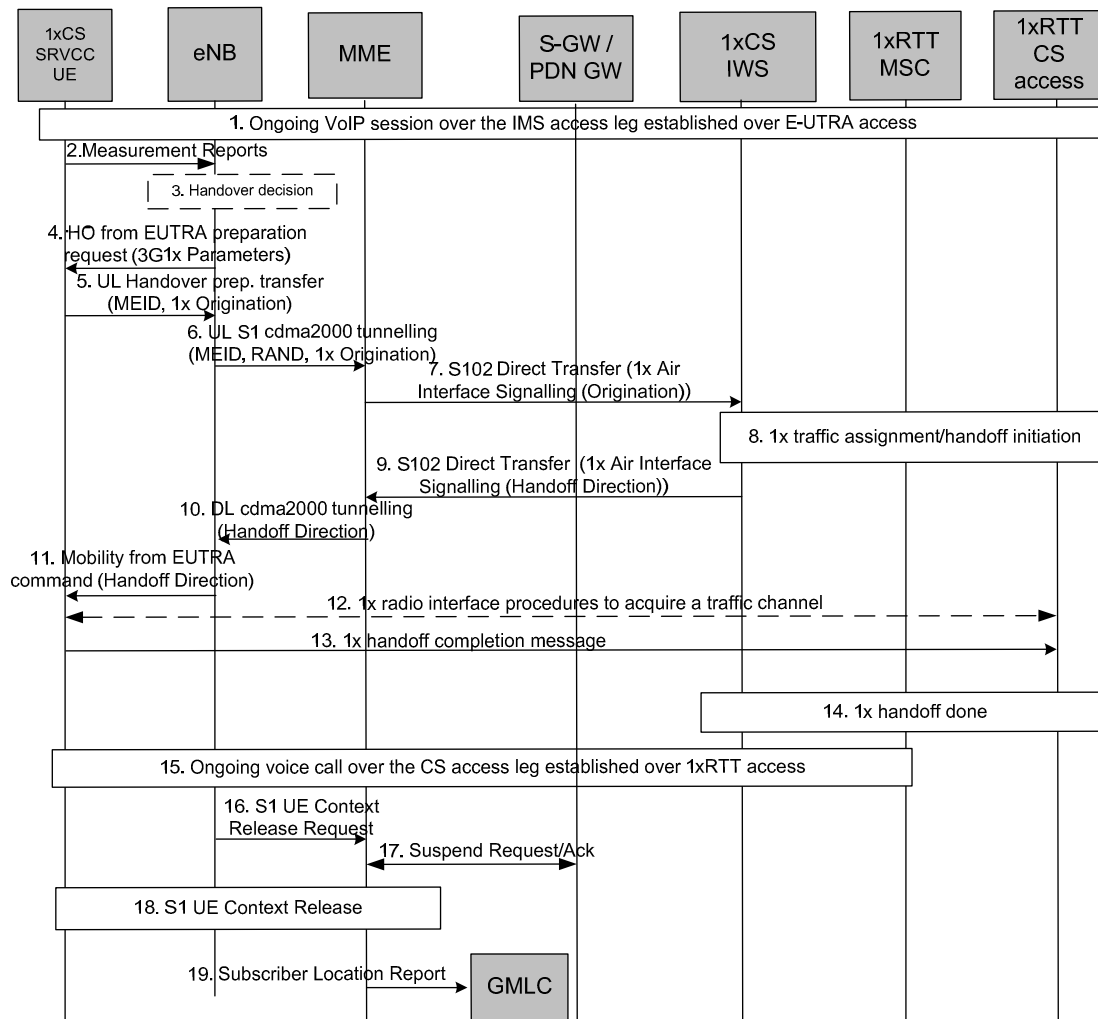 1xCS
SRVCC
UE
eNB
MME
S-GW /
PDN GW
1xCS
IWS
1xRTT
MSC
1xRTT
CS
access
1. Ongoing VoIP session over the IMS access leg established over E-UTRA access
2.Measurement Reports
3. Handover decision
4. HO from EUTRA preparation
request (3G1x Parameters)
5. UL Handover prep. transfer
(MEID, 1x Origination)
6. UL S1 cdma2000 tunnelling
(MEID, RAND, 1x Origination)
7. S102 Direct Transfer (1x Air
Interface Signalling (Origination))
8. 1x traffic assignment/handoff initiation
9. S102 Direct Transfer (1x Air Interface
Signalling (Handoff Direction))
10. DL cdma2000 tunnelling
(Handoff Direction)
11. Mobility from EUTRA
command (Handoff Direction)
12. 1x radio interface procedures to acquire a traffic channel
13. 1x handoff completion message
14. 1x handoff done
15. Ongoing voice call over the CS access leg established over 1xRTT access
16. S1 UE Context
Release Request
17. Suspend Request/Ack
18. S1 UE Context Release
19. Subscriber Location Report
GMLC